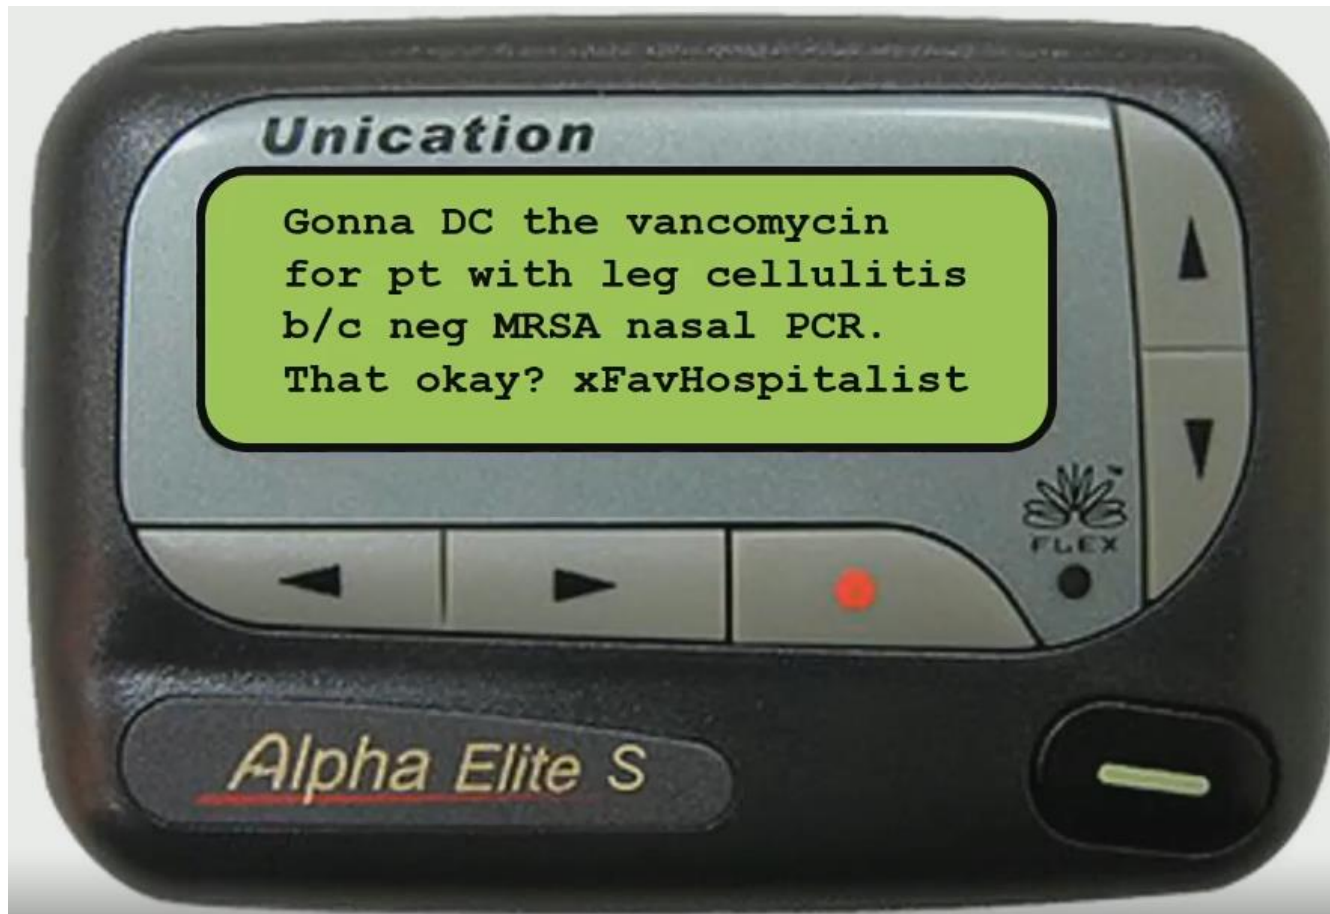 Unication
Gonna DC the vancomycin
for pt with leg cellulitis
b/c neg MRSA nasal PCR.
That okay? xFavHospitalist
TM
FLEX
Alpha Elite S